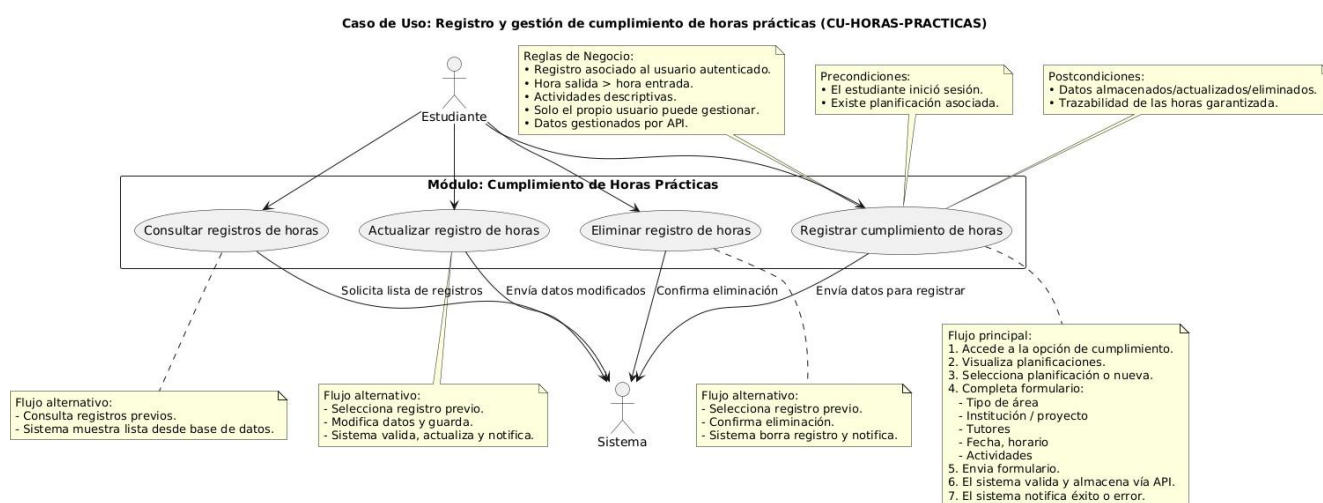 Caso de Uso: Registro y gestión de cumplimiento de horas prácticas (CU-HORAS-PRACTICAS)
Estudiante
Reglas de Negocio:
• Registro asociado al usuario autenticado.
• Hora salida > hora entrada.
• Actividades descriptivas.
• Solo el propio usuario puede gestionar.
• Datos gestionados por API.
Precondiciones:
• El estudiante inició sesión.
• Existe planificación asociada.
Postcondiciones:
• Datos almacenados/actualizados/eliminados.
• Trazabilidad de las horas garantizada.
Módulo: Cumplimiento de Horas Prácticas
Consultar registros de horas
Actualizar registro de horas
Eliminar registro de horas
Registrar cumplimiento de horas
Solicita lista de registros
Envía datos modificados
Confirma eliminación
Envía datos para registrar
Flujo alternativo:
- Consulta registros previos.
- Sistema muestra lista desde base de datos.
Flujo alternativo:
- Selecciona registro previo.
- Modifica datos y guarda.
- Sistema valida, actualiza y notifica.
Sistema
Flujo alternativo:
- Selecciona registro previo.
- Confirma eliminación.
- Sistema borra registro y notifica.
Flujo principal:
1. Accede a la opción de cumplimiento.
2. Visualiza planificaciones.
3. Selecciona planificación o nueva.
4. Completa formulario:
- Tipo de área
- Institución / proyecto
- Tutores
- Fecha, horario
- Actividades
5. Envia formulario.
6. El sistema valida y almacena vía API.
7. El sistema notifica éxito o error.